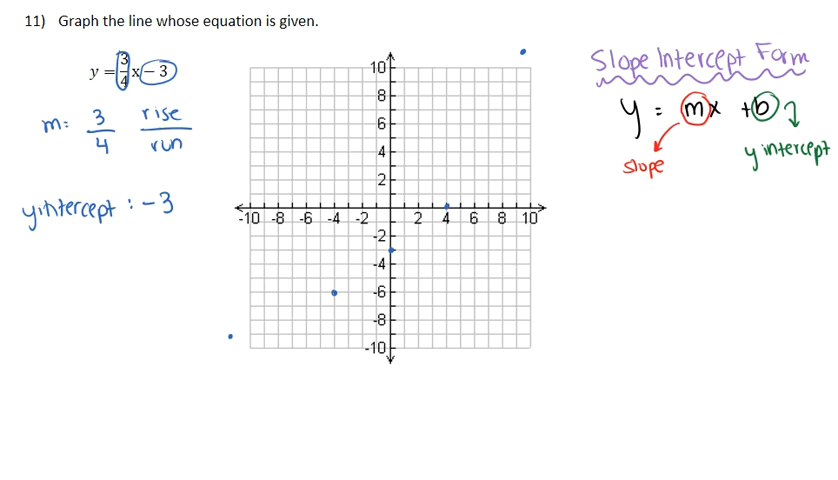 11) Graph the line whose equation is given.
y = 3/4 x - 3
m: 3/4 rise/run
y intercept : -3
10
8
6
4
2
-10 -8 -6 -4 -2 2 4 6 8 10
-2
-4
-6
-8
-10
Slope Intercept Form
y = mx + b
slope
y intercept